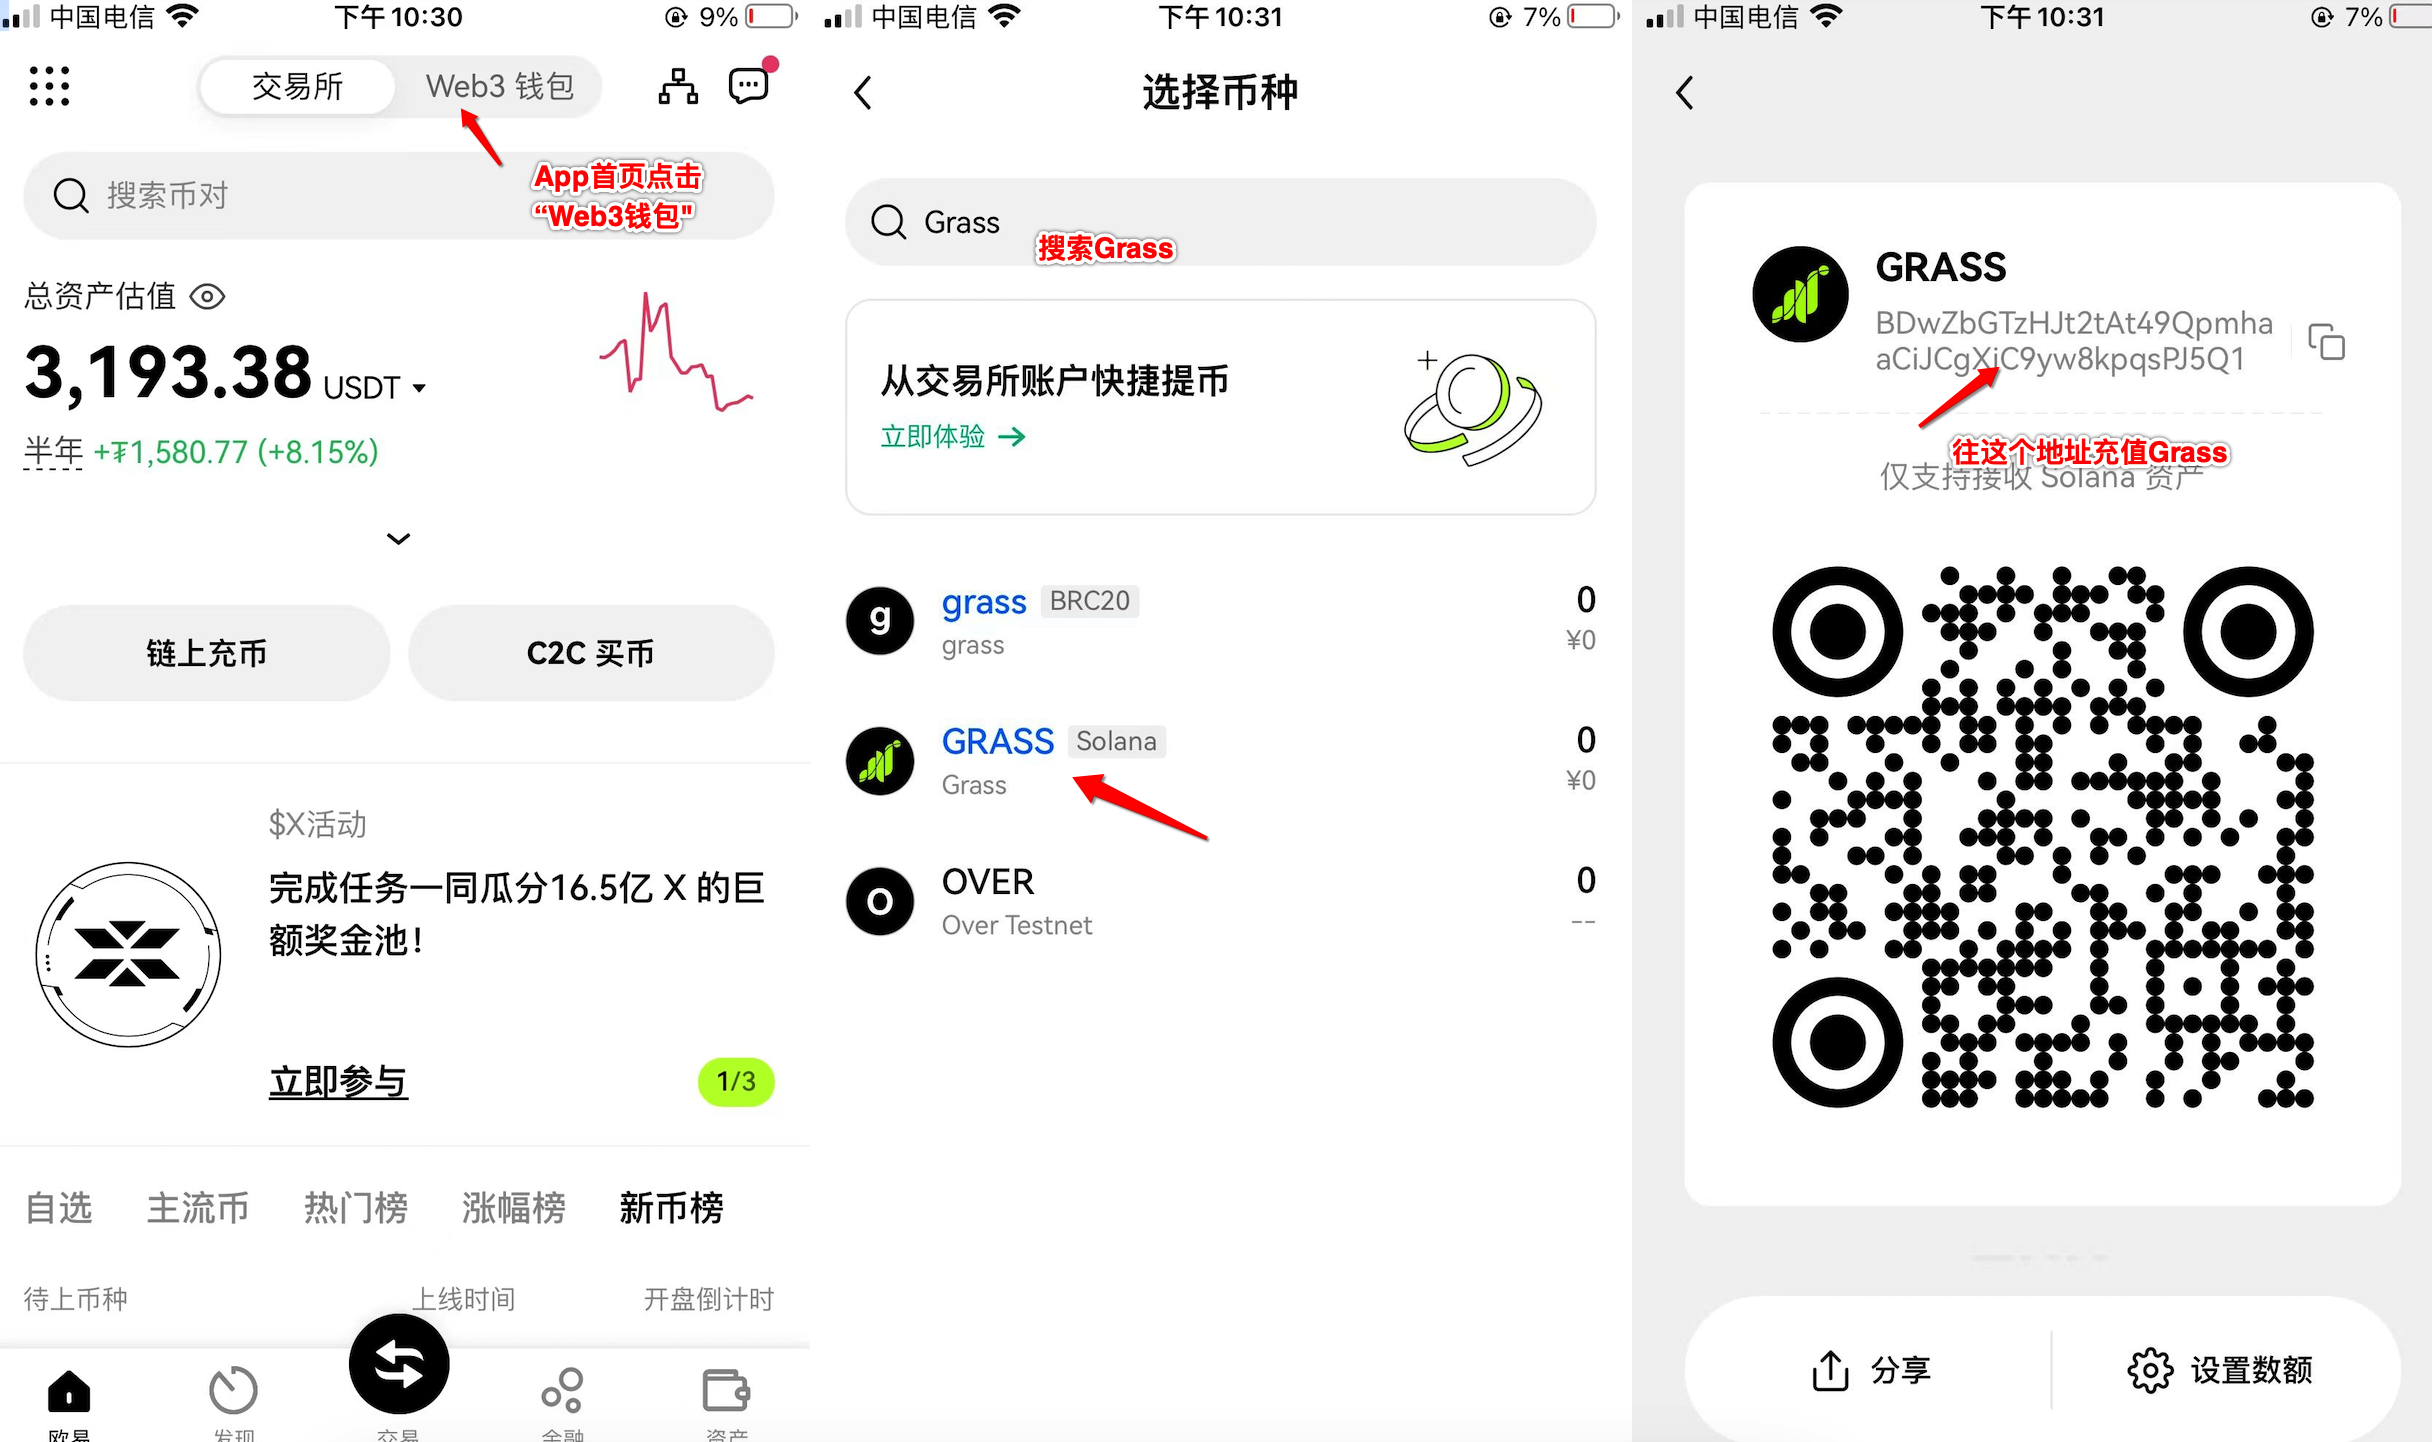 中国电信
下午10:30
9%
交易所
Web3 钱包
App首页点击
“Web3钱包"
搜索币对
总资产估值
3,193.38 USDT
半年 +₮1,580.77 (+8.15%)
链上充币
C2C 买币
$X活动
完成任务一同瓜分16.5亿 X 的巨
额奖金池!
立即参与
1/3
自选
主流币
热门榜
涨幅榜
新币榜
待上币种
上线时间
开盘倒计时
欧易
发现
交易
金融
资产
中国电信
下午10:31
7%
选择币种
Grass
搜索Grass
从交易所账户快捷提币
立即体验 →
g
grass BRC20
grass
0
¥0
GRASS Solana
Grass
0
¥0
O
OVER
Over Testnet
0
--
中国电信
下午10:31
7%
GRASS
BDwZbGTzHJt2tAt49Qpmha
aCiJCgXiC9yw8kpqsPJ5Q1
往这个地址充值Grass
仅支持接收 Solana 资产
分享
设置数额